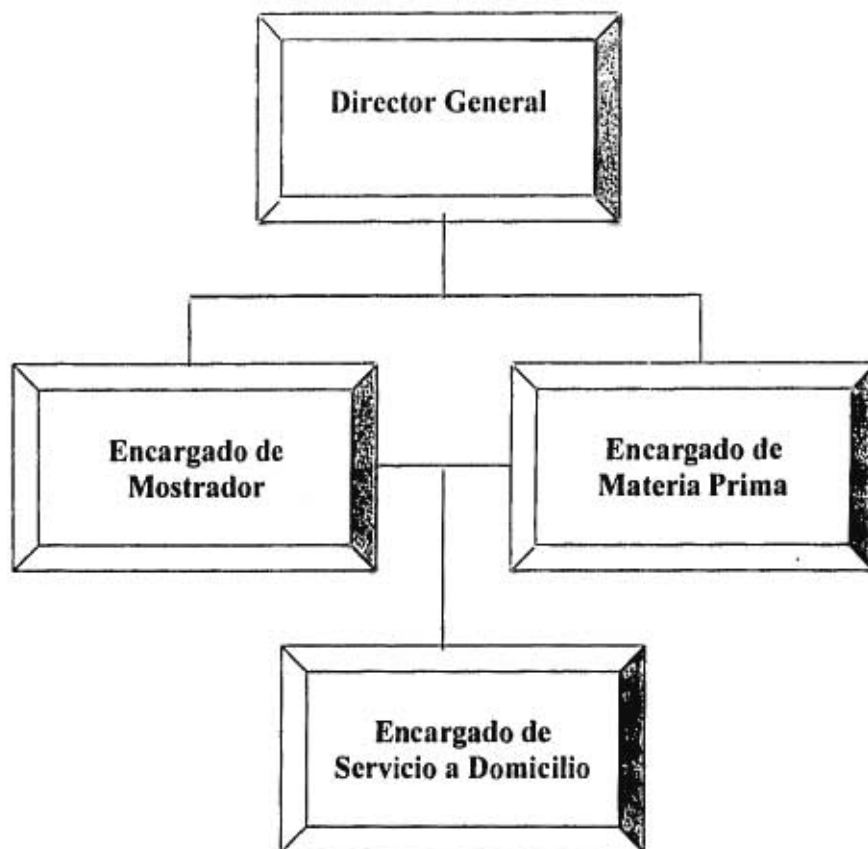 Director General
Encargado de
Mostrador
Encargado de
Materia Prima
Encargado de
Servicio a Domicilio